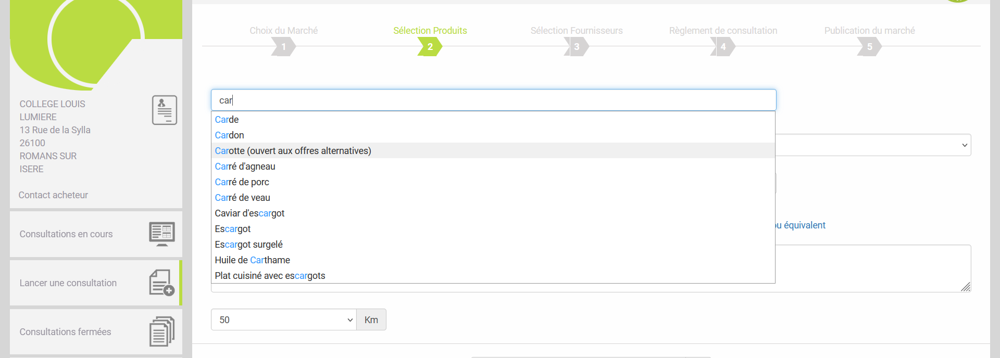 Choix du Marché
Sélection Produits
Sélection Fournisseurs
Règlement de consultation
Publication du marché
1
2
3
4
5
COLLEGE LOUIS
LUMIERE
13 Rue de la Sylla
26100
ROMANS SUR
ISERE
Contact acheteur
Consultations en cours
Lancer une consultation
Consultations fermées
car
Carde
Cardon
Carotte (ouvert aux offres alternatives)
Carré d'agneau
Carré de porc
Carré de veau
Caviar d'escargot
Escargot
Escargot surgelé
Huile de Carthame
Plat cuisiné avec escargots
ou équivalent
50
Km